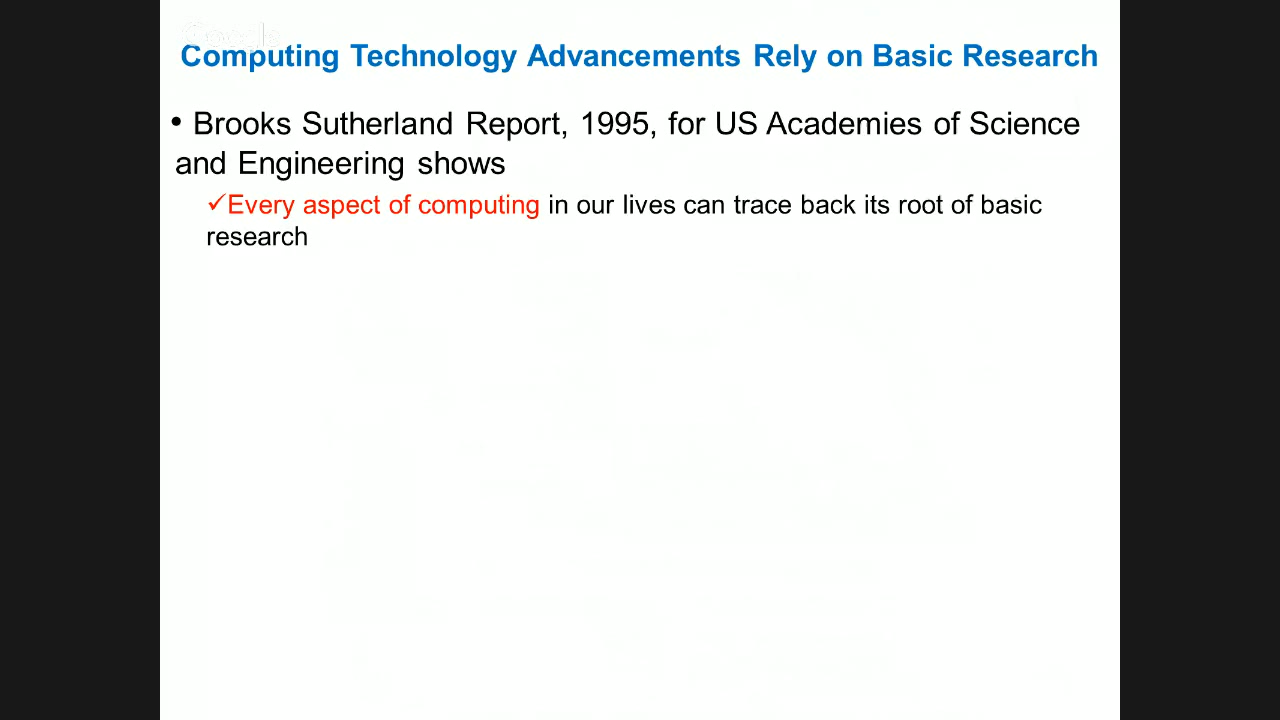 Google
Computing Technology Advancements Rely on Basic Research
• Brooks Sutherland Report, 1995, for US Academies of Science
and Engineering shows
✓Every aspect of computing in our lives can trace back its root of basic
research